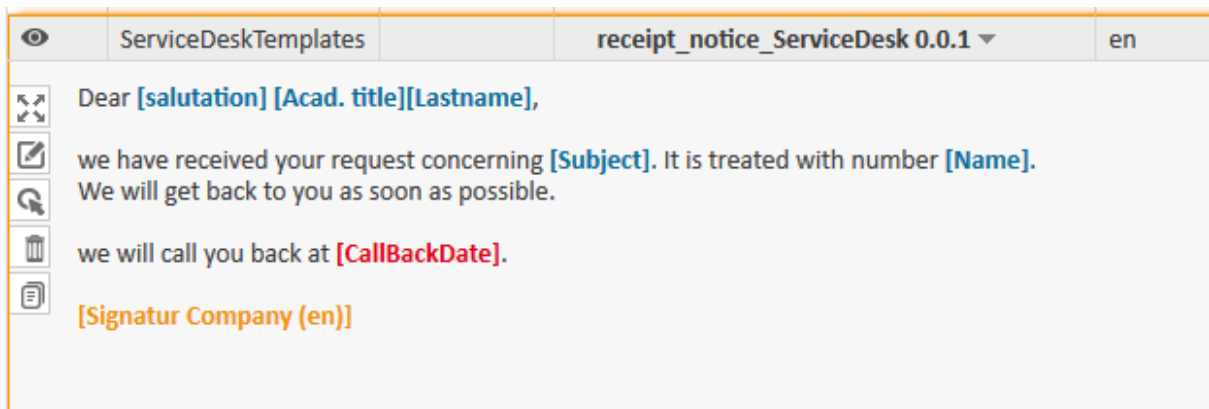 ServiceDeskTemplates receipt_notice_ServiceDesk 0.0.1 en
Dear [salutation] [Acad. title][Lastname],
we have received your request concerning [Subject]. It is treated with number [Name].
We will get back to you as soon as possible.
we will call you back at [CallBackDate].
[Signatur Company (en)]